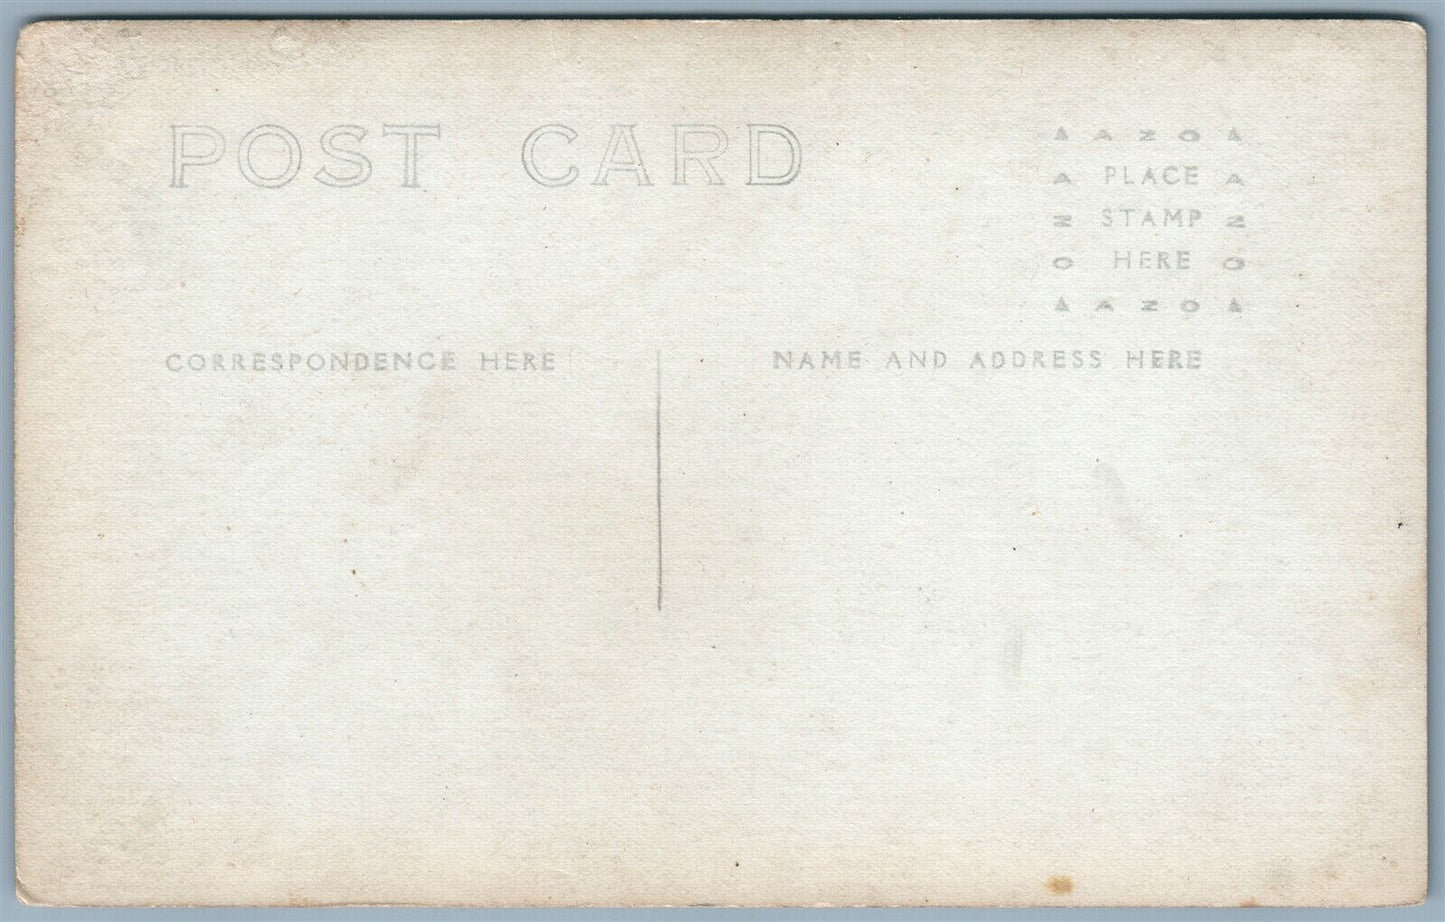 POST CARD
AZO
A PLACE A
Z STAMP Z
O HERE O
AZO
CORRESPONDENCE HERE
NAME AND ADDRESS HERE